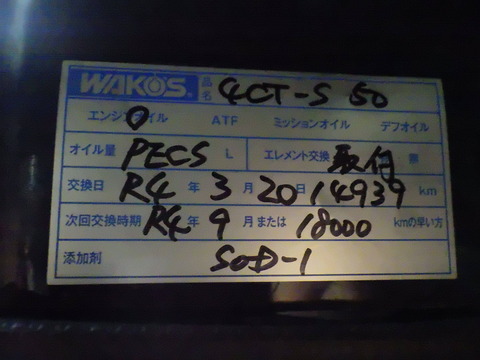 WAKO'S® 品名 4CT-S 50
エンジンオイル ATF ミッションオイル デフオイル
オイル量 PECS L エレメント交換 取付 無
交換日 R4 年 3 月 20 日 14939 km
次回交換時期 R4 年 9 月または 18000 kmの早い方
添加剤 S○D-1